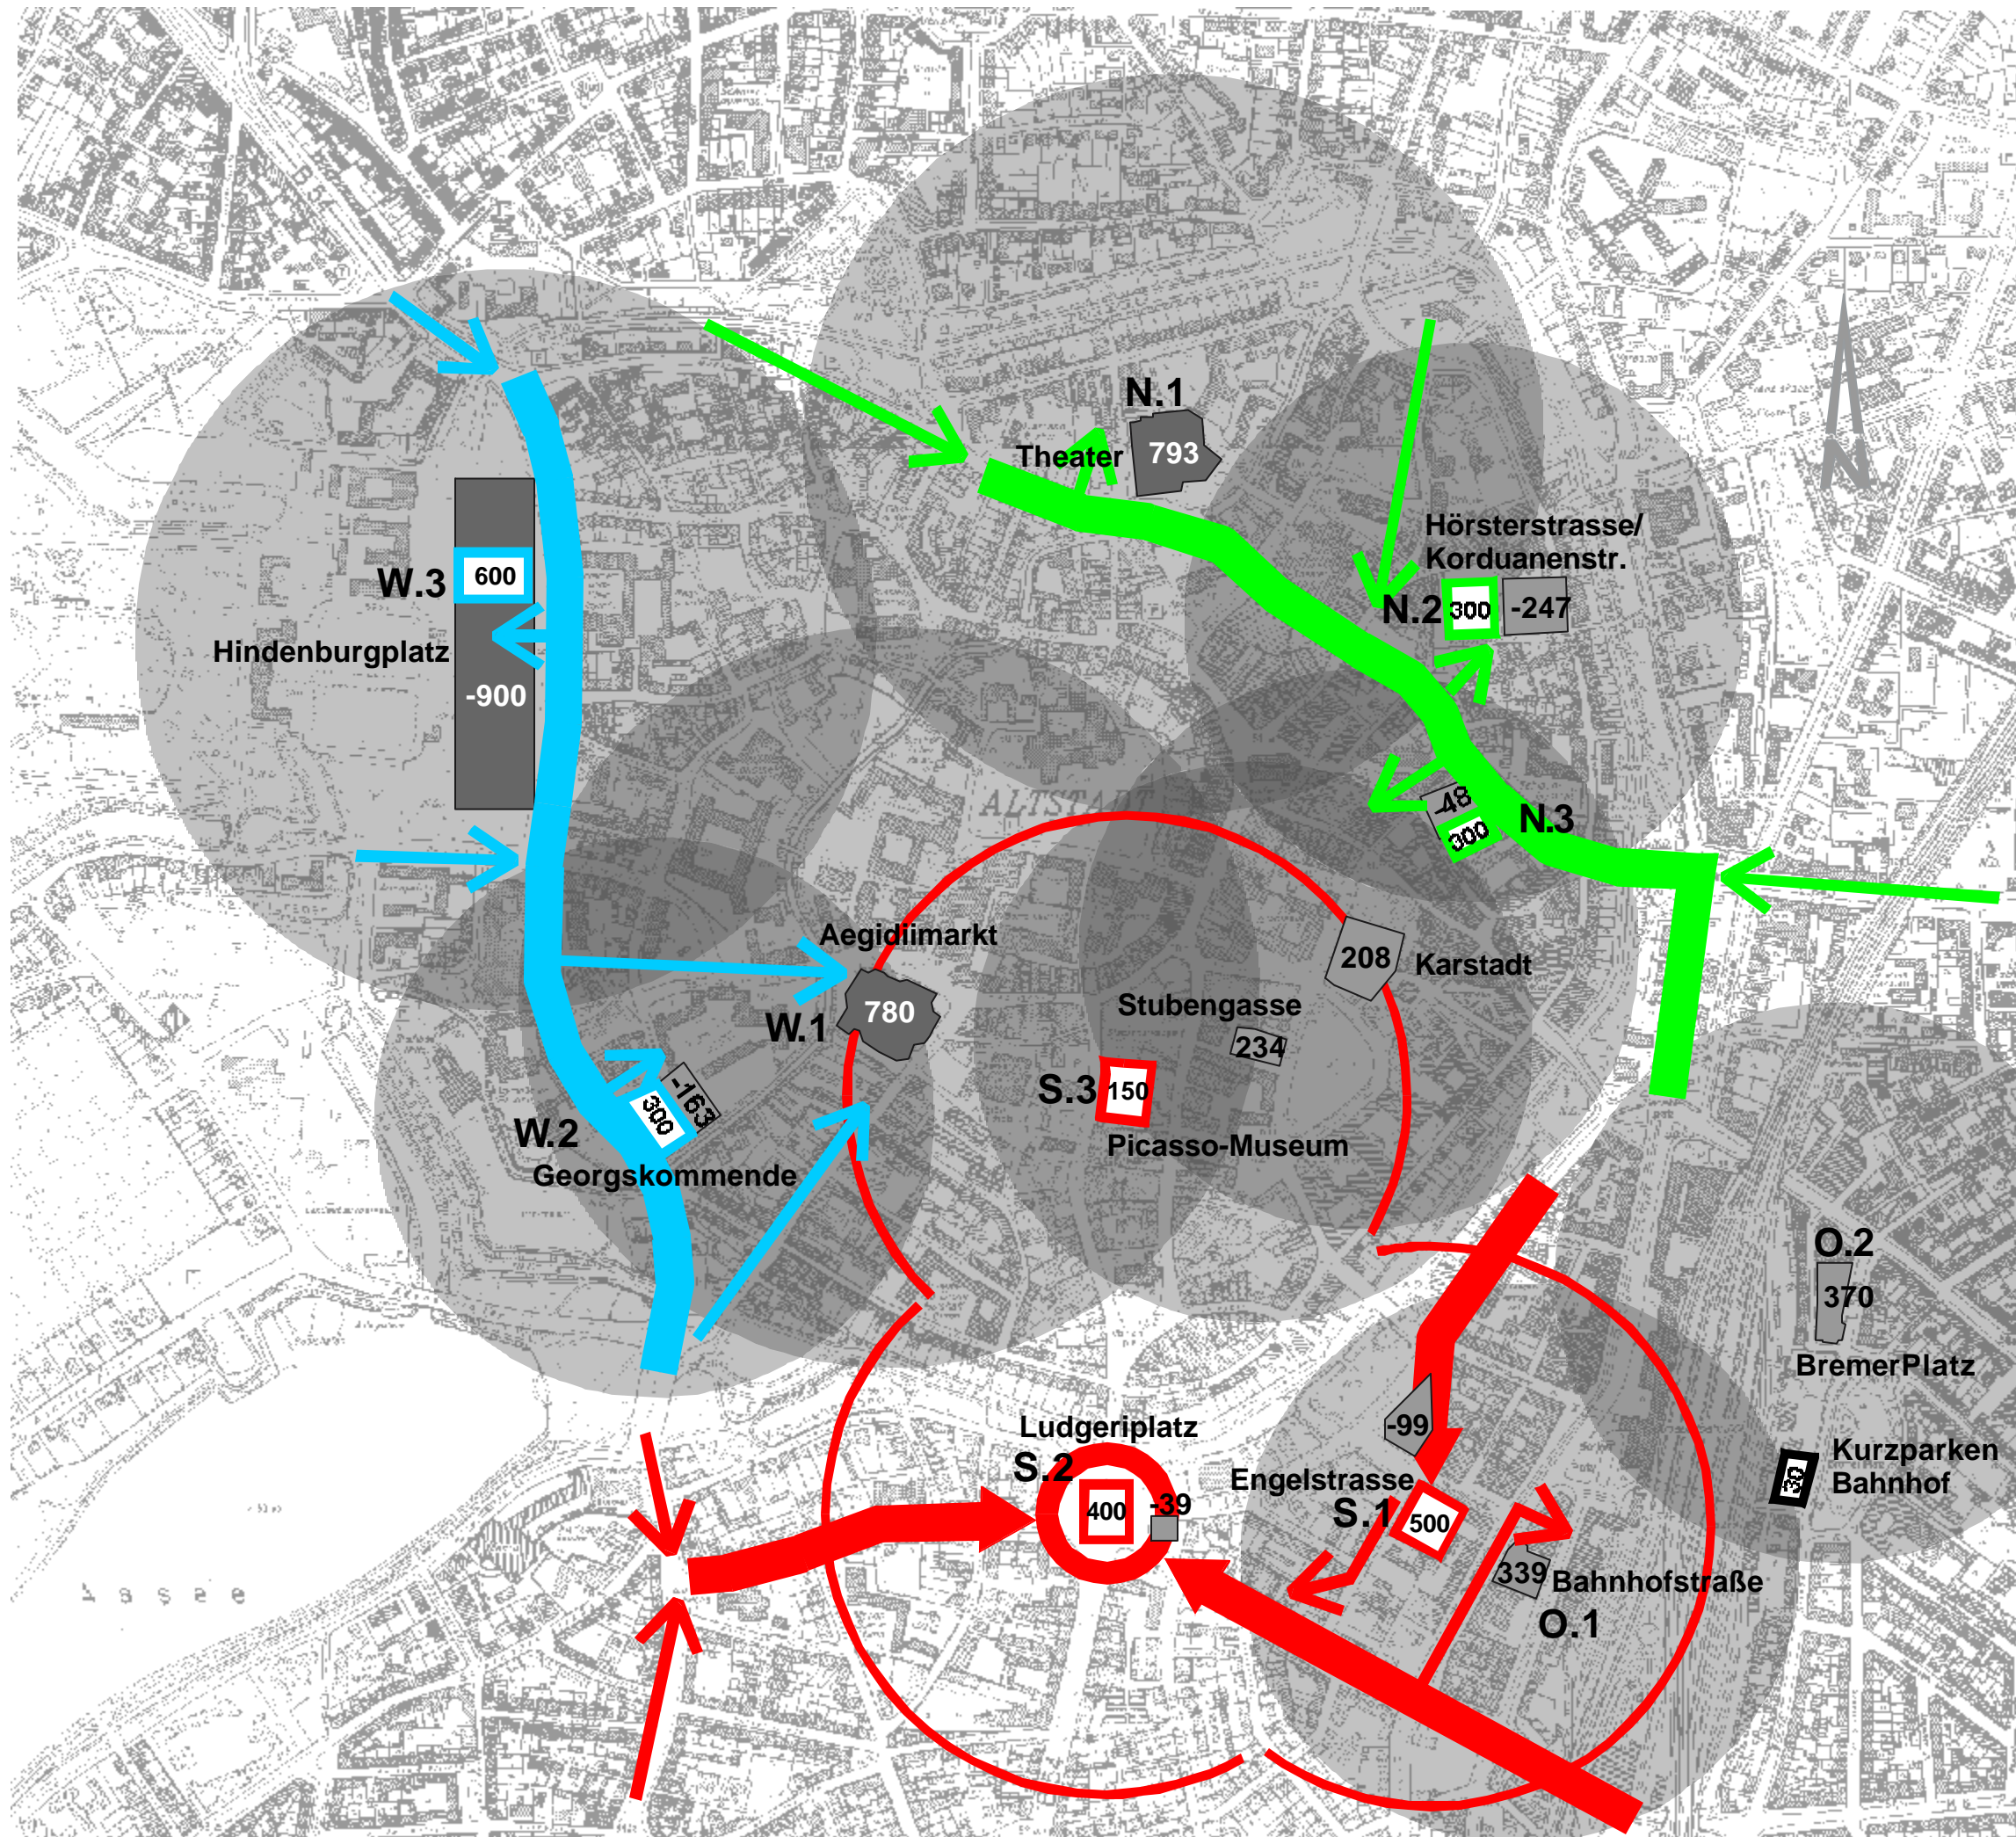 N.1
Theater
793
Hörsterstrasse/
Korduanenstr.
N.2
300
-247
W.3
600
Hindenburgplatz
-900
ALTSTADT
-48
300
N.3
Aegidiimarkt
780
W.1
208
Karstadt
Stubengasse
234
S.3
150
Picasso-Museum
-163
300
W.2
Georgskommende
O.2
370
BremerPlatz
-99
Ludgeriplatz
S.2
400
-39
Engelstrasse
S.1
500
Kurzparken
Bahnhof
30
339
Bahnhofstraße
O.1
N